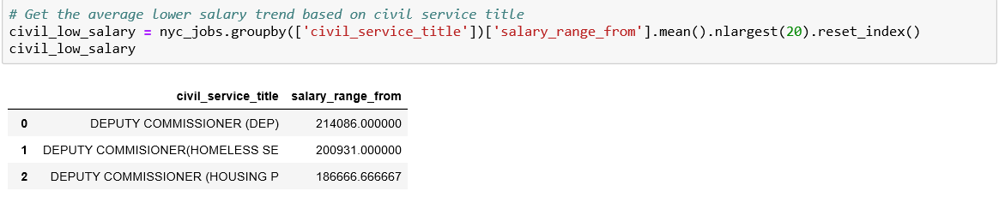 # Get the average lower salary trend based on civil service title
civil_low_salary = nyc_jobs.groupby(['civil_service_title'])['salary_range_from'].mean().nlargest(20).reset_index()
civil_low_salary
civil_service_title salary_range_from
0 DEPUTY COMMISSIONER (DEP) 214086.000000
1 DEPUTY COMMISIONER(HOMELESS SE 200931.000000
2 DEPUTY COMMISSIONER (HOUSING P 186666.666667